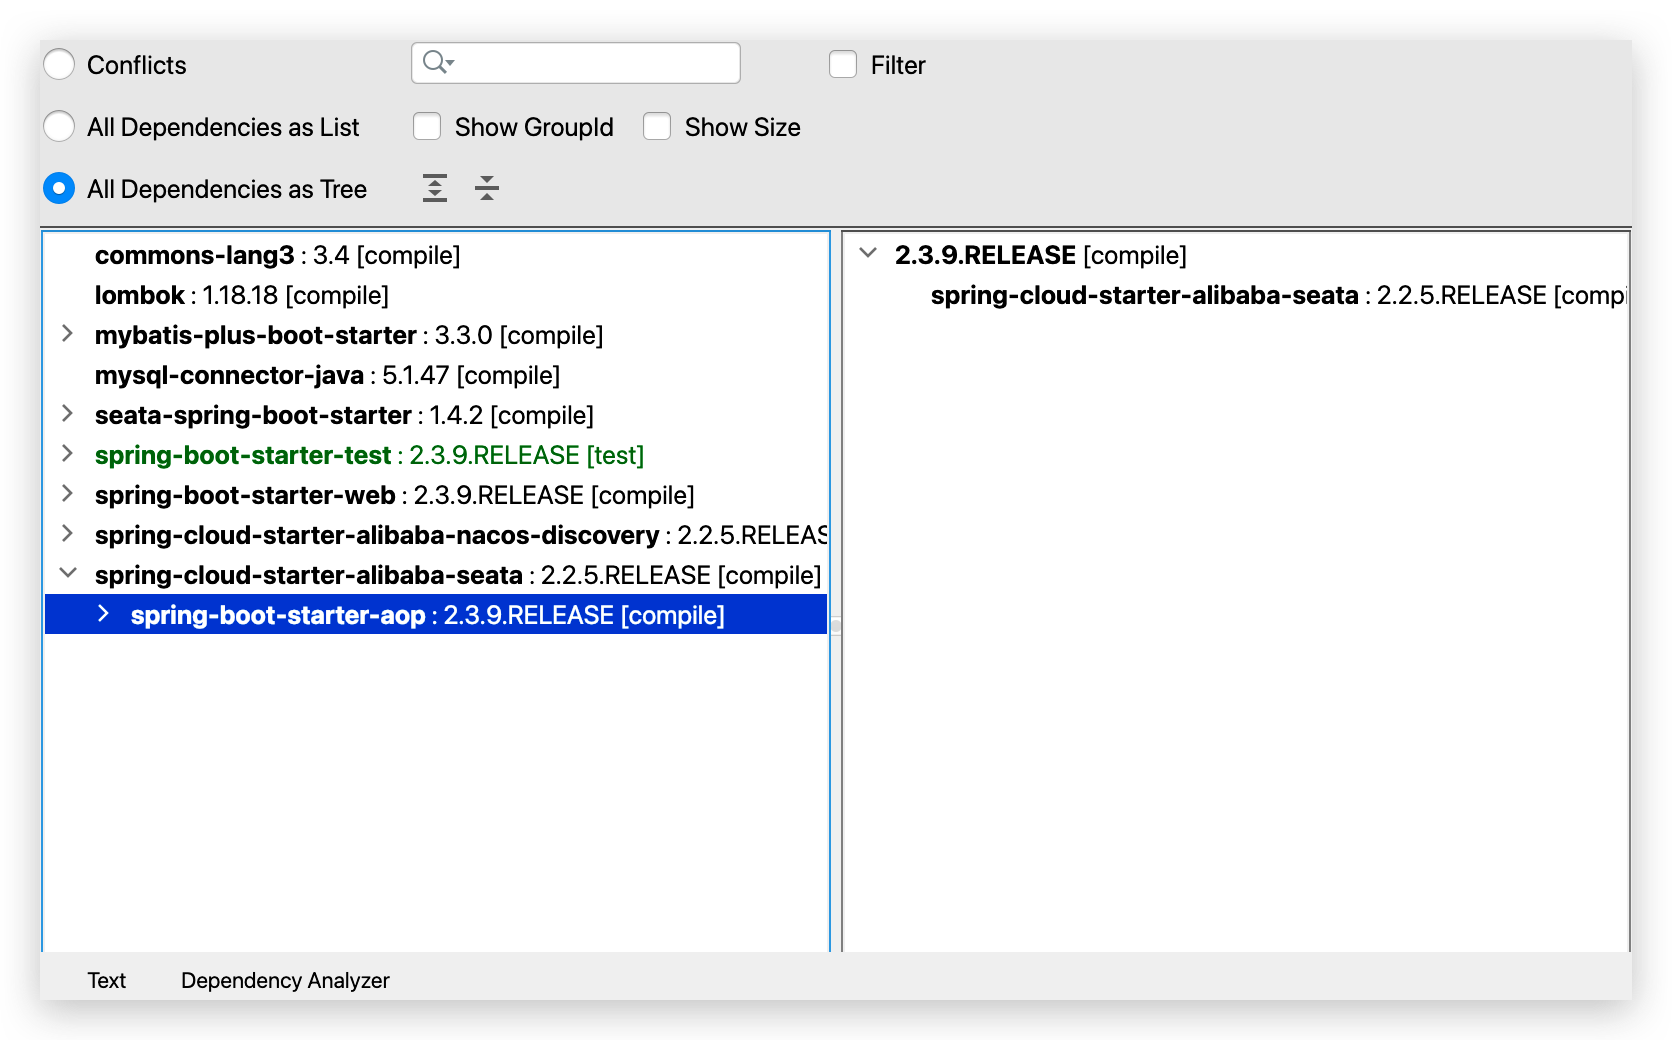 Conflicts
Filter
All Dependencies as List
Show GroupId
Show Size
All Dependencies as Tree
commons-lang3 : 3.4 [compile]
lombok : 1.18.18 [compile]
mybatis-plus-boot-starter : 3.3.0 [compile]
mysql-connector-java : 5.1.47 [compile]
seata-spring-boot-starter : 1.4.2 [compile]
spring-boot-starter-test : 2.3.9.RELEASE [test]
spring-boot-starter-web : 2.3.9.RELEASE [compile]
spring-cloud-starter-alibaba-nacos-discovery : 2.2.5.RELEAS
spring-cloud-starter-alibaba-seata : 2.2.5.RELEASE [compile]
spring-boot-starter-aop : 2.3.9.RELEASE [compile]
2.3.9.RELEASE [compile]
spring-cloud-starter-alibaba-seata : 2.2.5.RELEASE [compi
Text
Dependency Analyzer